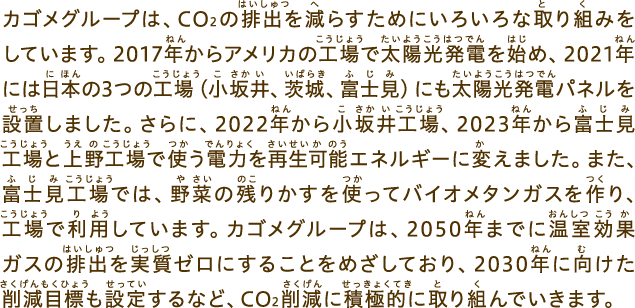 カゴメグループは、CO2の排出を減らすためにいろいろな取り組みを
しています。2017年からアメリカの工場で太陽光発電を始め、2021年
には日本の3つの工場（小坂井、茨城、富士見）にも太陽光発電パネルを
設置しました。さらに、2022年から小坂井工場、2023年から富士見
工場と上野工場で使う電力を再生可能エネルギーに変えました。また、
富士見工場では、野菜の残りかすを使ってバイオメタンガスを作り、
工場で利用しています。カゴメグループは、2050年までに温室効果
ガスの排出を実質ゼロにすることをめざしており、2030年に向けた
削減目標も設定するなど、CO2削減に積極的に取り組んでいきます。